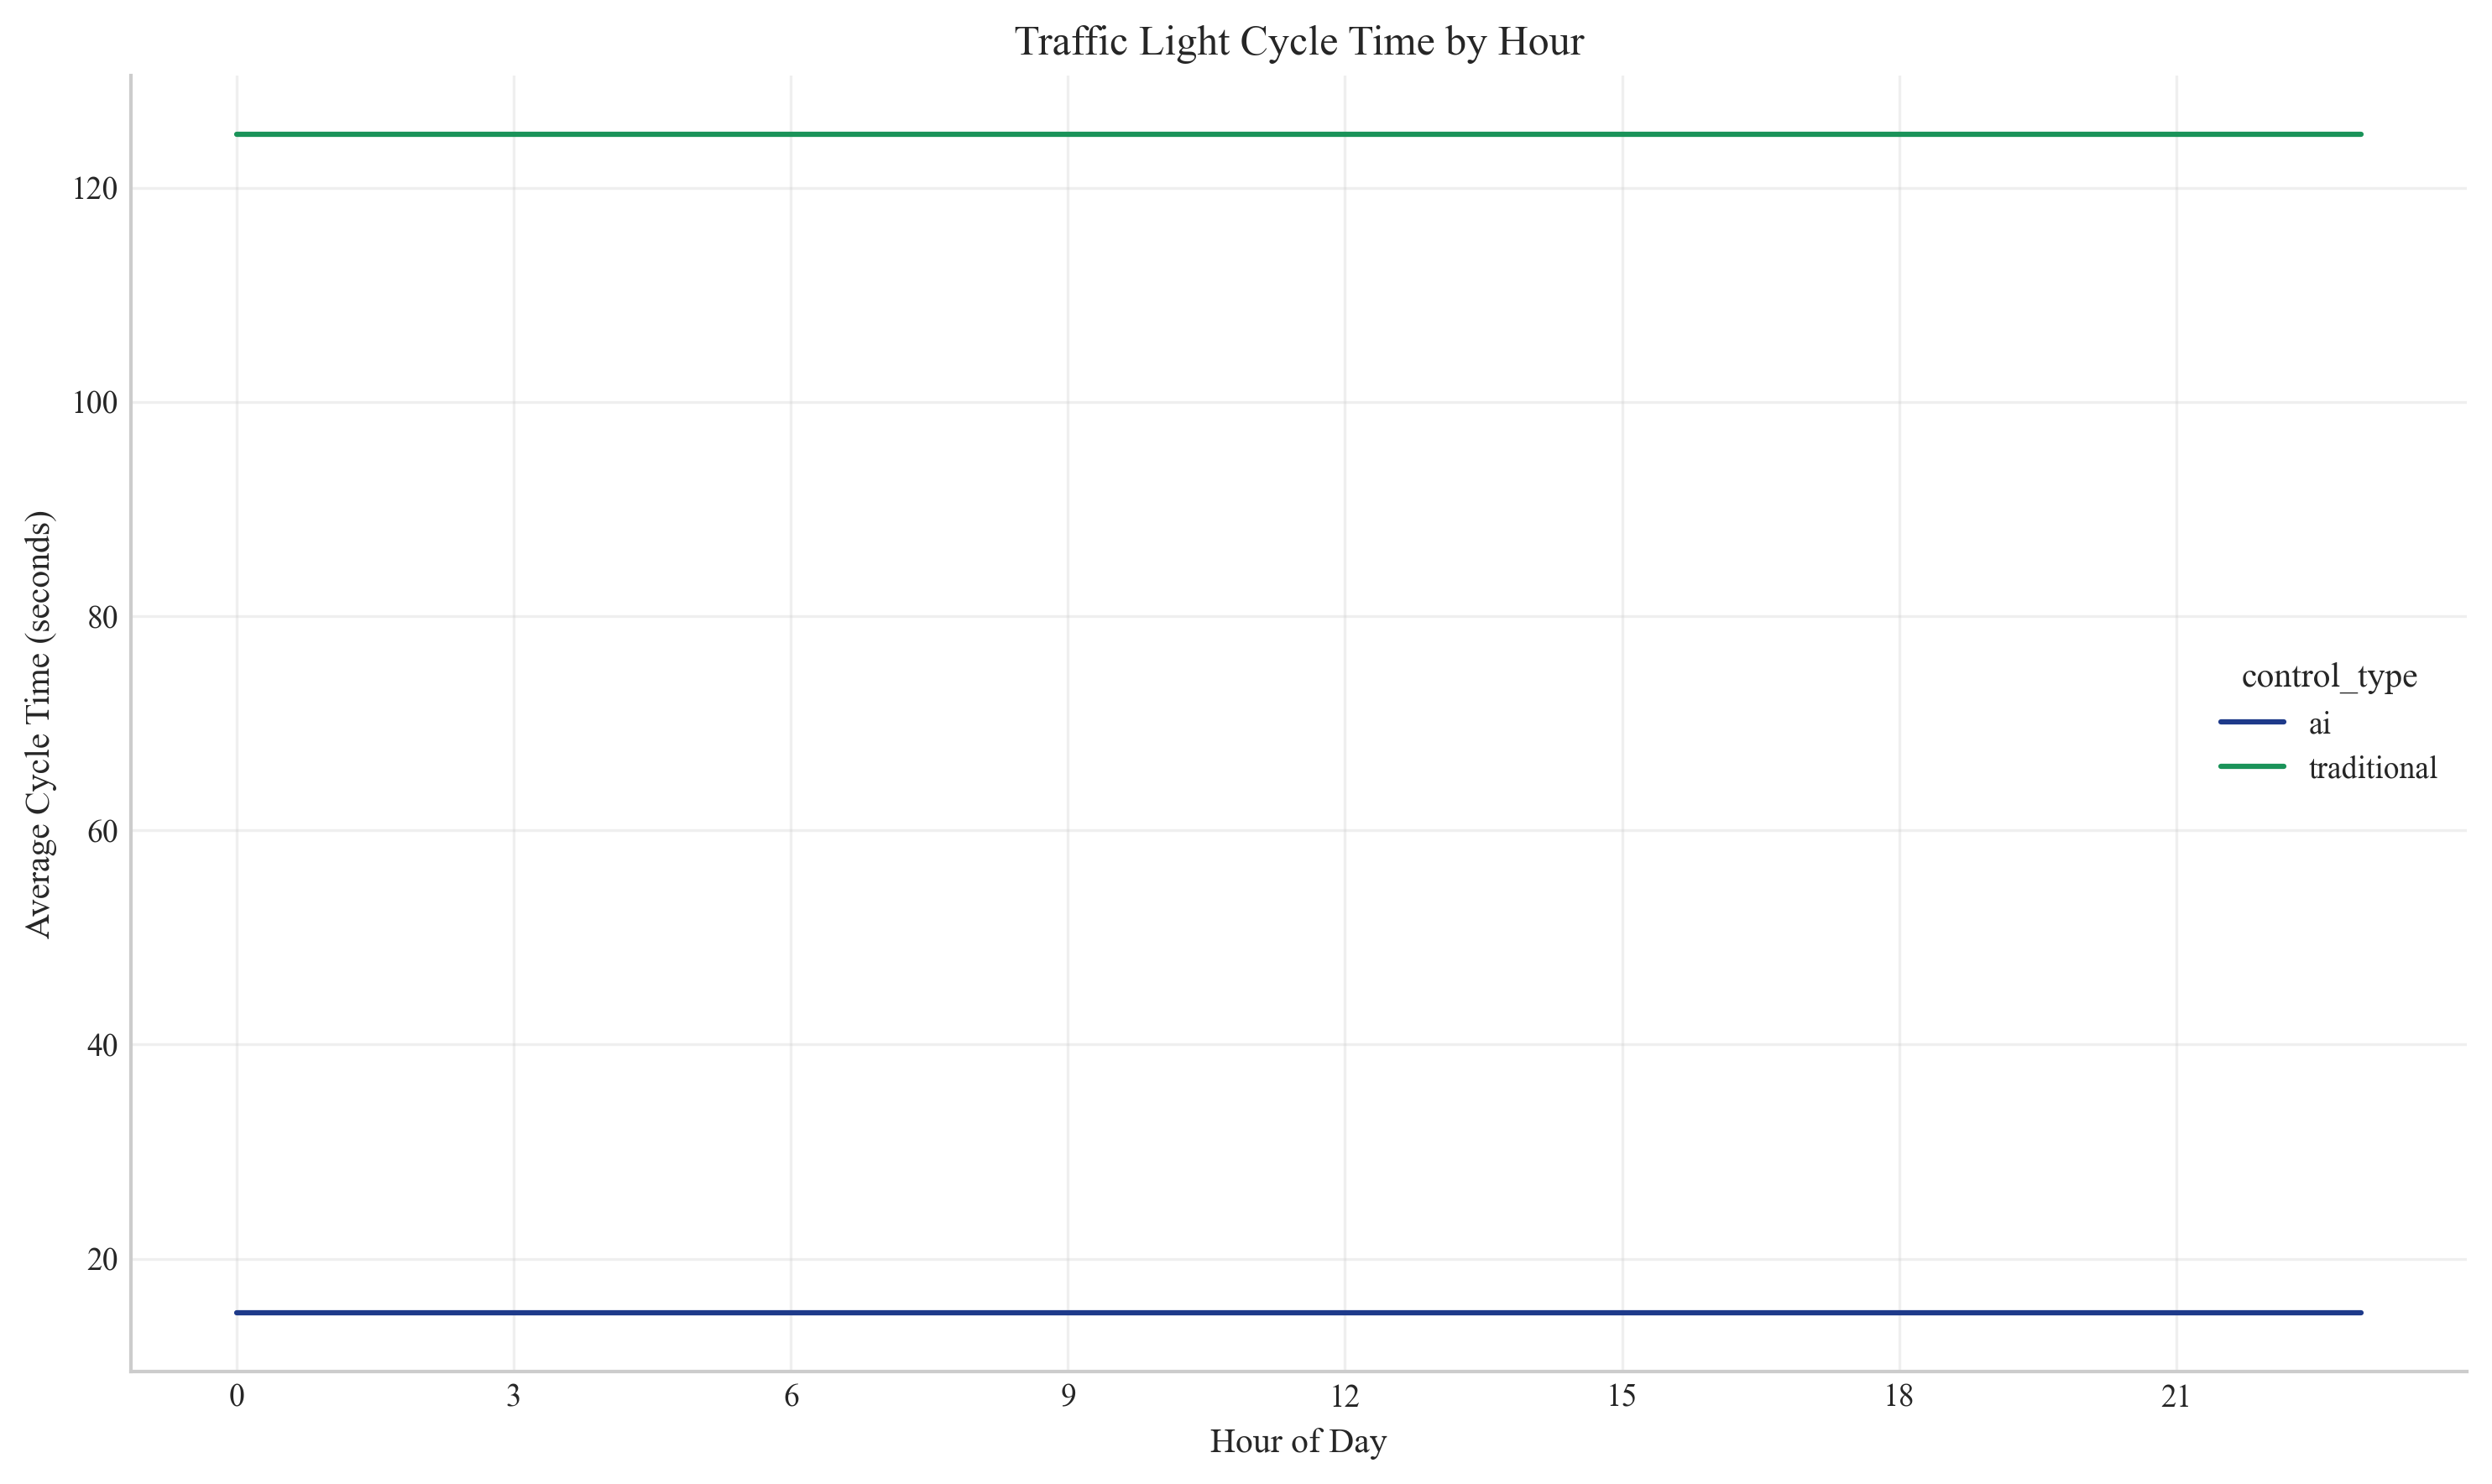 Traffic Light Cycle Time by Hour
Average Cycle Time (seconds)
120
100
80
60
40
20
control_type
ai
traditional
0 3 6 9 12 15 18 21
Hour of Day